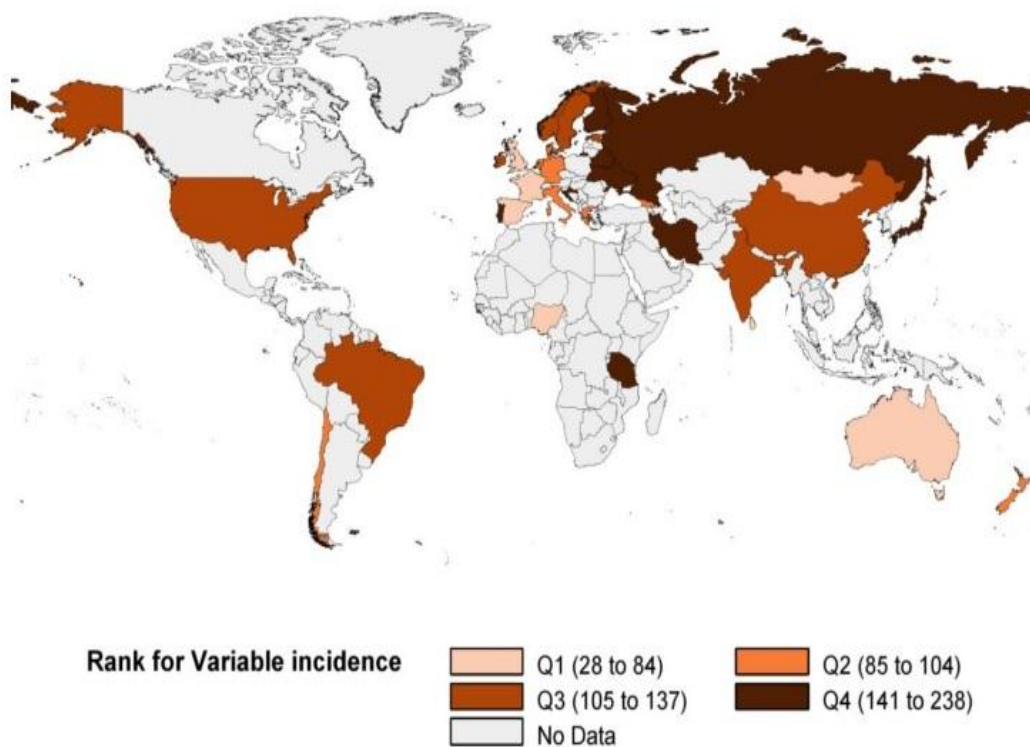 Rank for Variable incidence
Q1 (28 to 84)
Q2 (85 to 104)
Q3 (105 to 137)
Q4 (141 to 238)
No Data